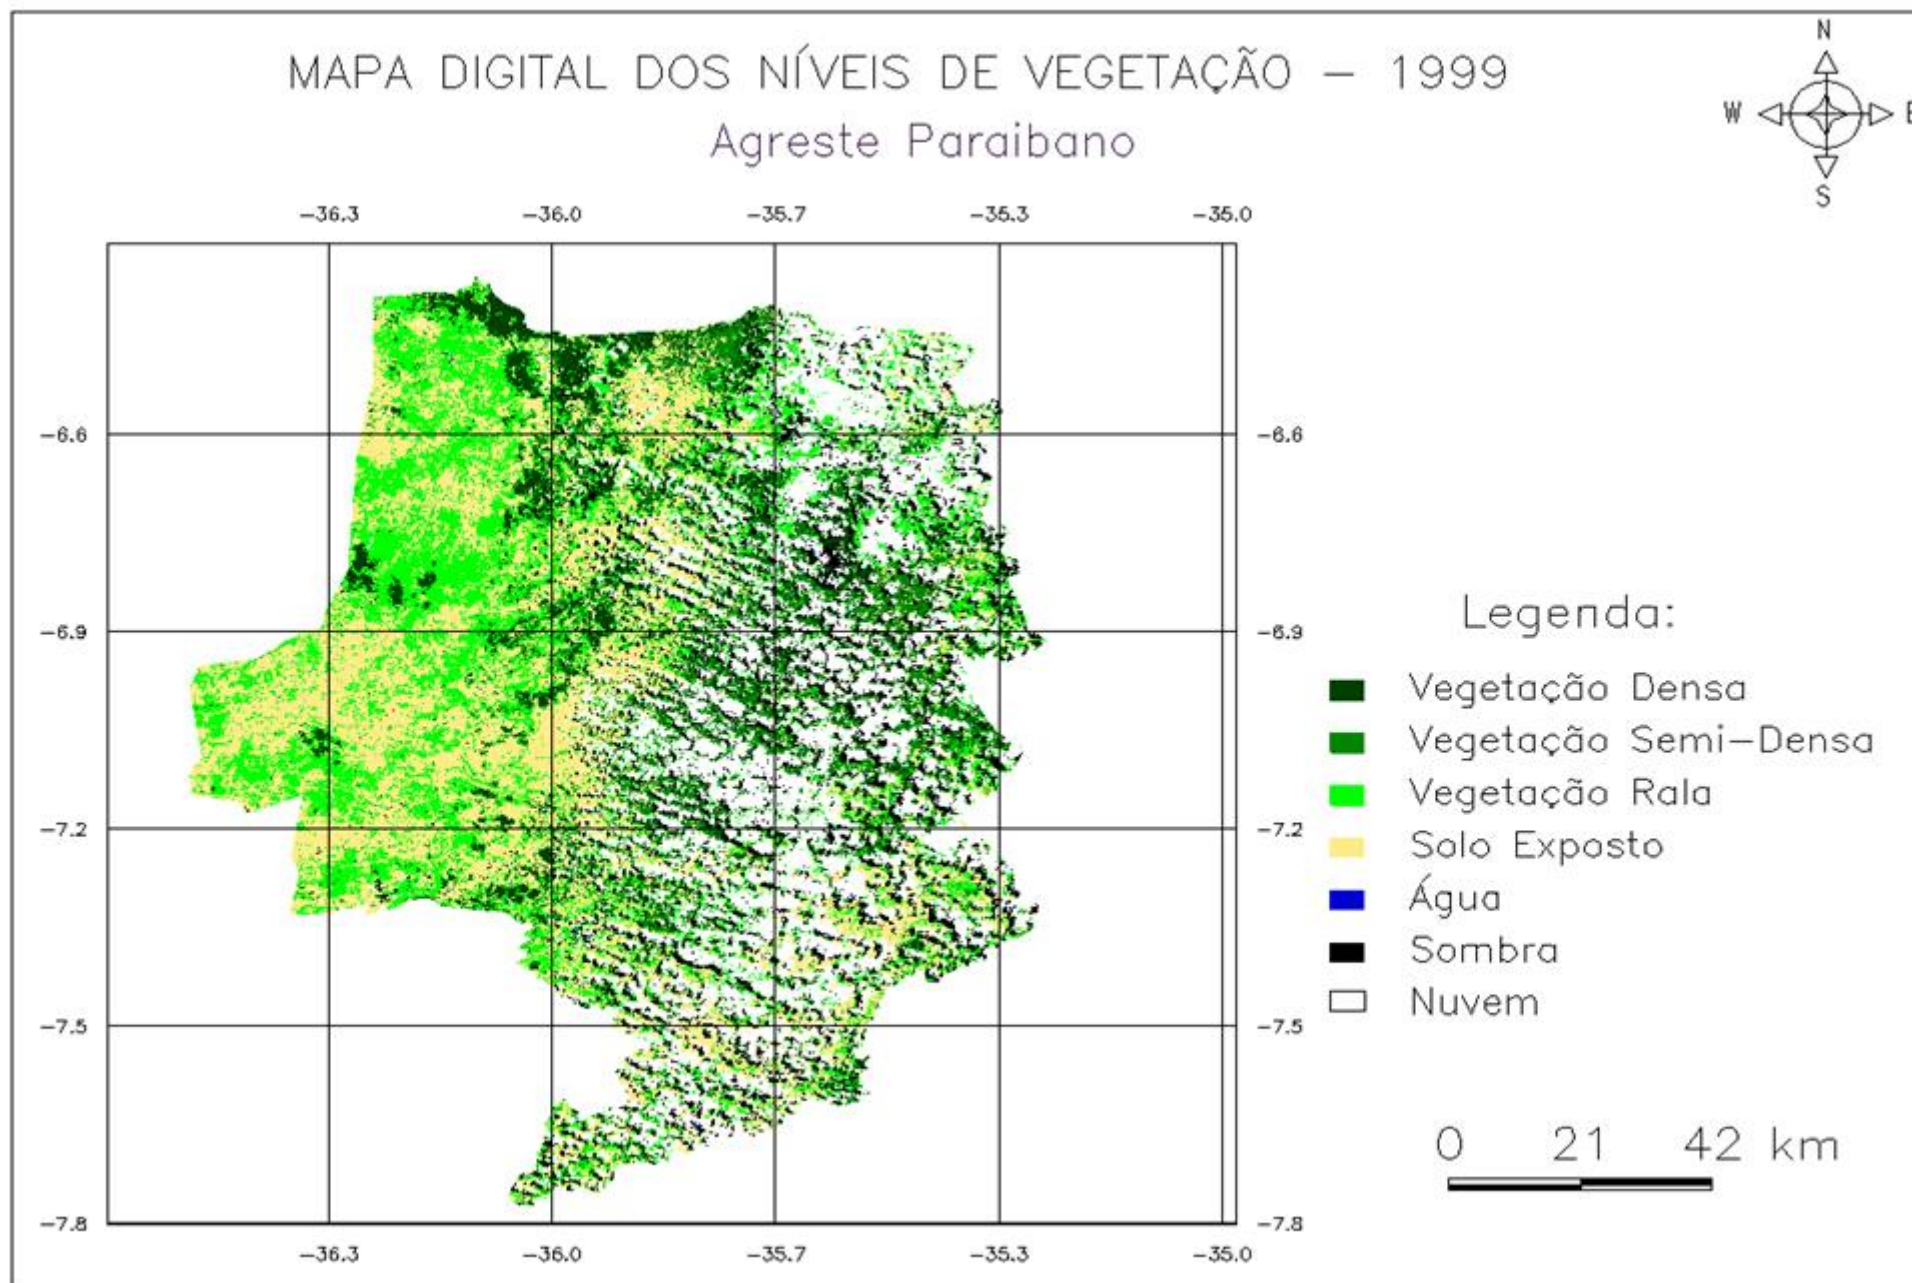 MAPA DIGITAL DOS NÍVEIS DE VEGETAÇÃO – 1999
Agreste Paraibano
N
W E
S
-36.3 -36.0 -35.7 -35.3 -35.0
-6.6 -6.6
-6.9 -6.9
Legenda:
Vegetação Densa
Vegetação Semi-Densa
Vegetação Rala
-7.2 -7.2
Solo Exposto
Água
Sombra
Nuvem
-7.5 -7.5
0 21 42 km
-7.8 -7.8
-36.3 -36.0 -35.7 -35.3 -35.0